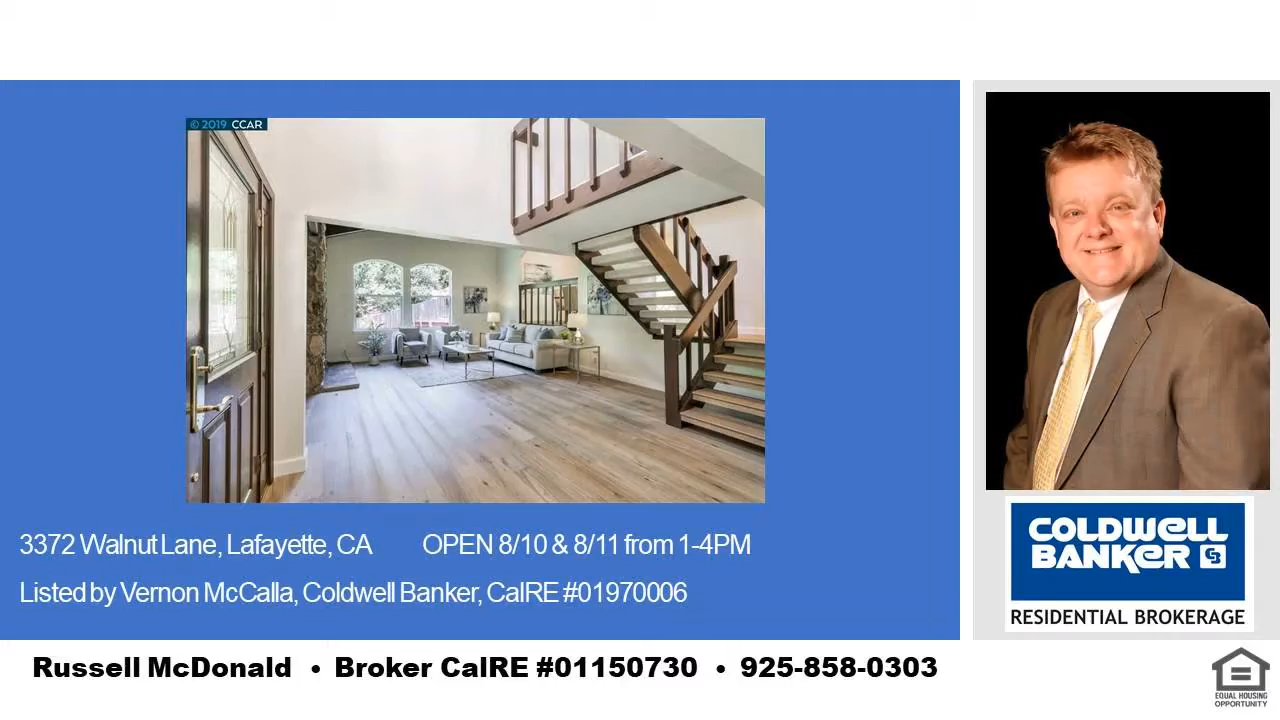 © 2019 CCAR
3372 Walnut Lane, Lafayette, CA OPEN 8/10 & 8/11 from 1-4PM
Listed by Vernon McCalla, Coldwell Banker, CalRE #01970006
COLDWELL
BANKER CB
RESIDENTIAL BROKERAGE
Russell McDonald • Broker CalRE #01150730 • 925-858-0303
EQUAL HOUSING
OPPORTUNITY